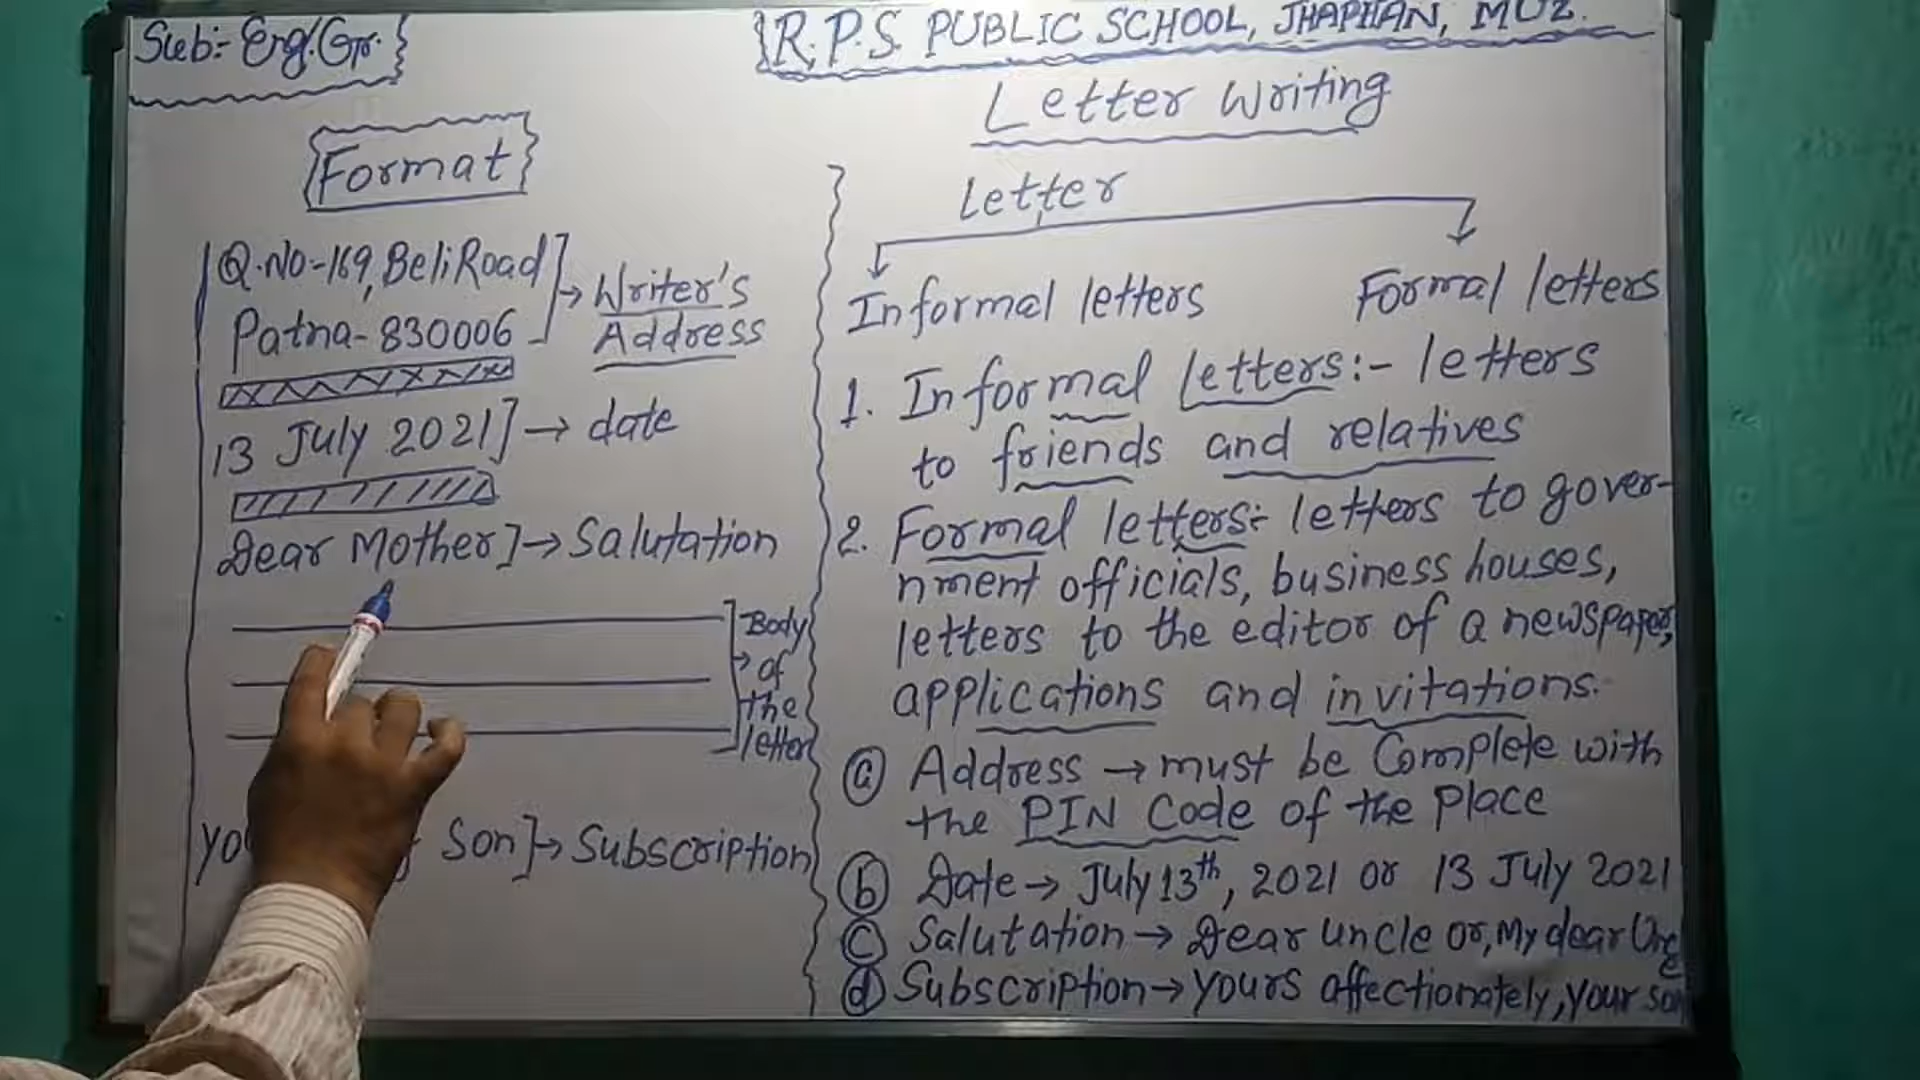 Sub:- Eng. Gr.
R.P.S. PUBLIC SCHOOL, JHAPHAN, MUZ.
Letter Writing
Format
Q.No-169, Beli Road
Patna-830006
Writer's
Address
13 July 2021] → date
Dear Mother] → Salutation
Body
of
the
letter
Son] → Subscription
Letter
Informal letters
Formal letters
1. Informal letters:- letters
to friends and relatives
2. Formal letters:- letters to gover-
nment officials, business houses,
letters to the editor of a newspaper,
applications and invitations.
(a) Address → must be Complete with
the PIN Code of the Place
(b) Date → July 13th, 2021 or 13 July 2021
(c) Salutation → Dear uncle or, My dear
(d) Subscription → yours affectionately, your son